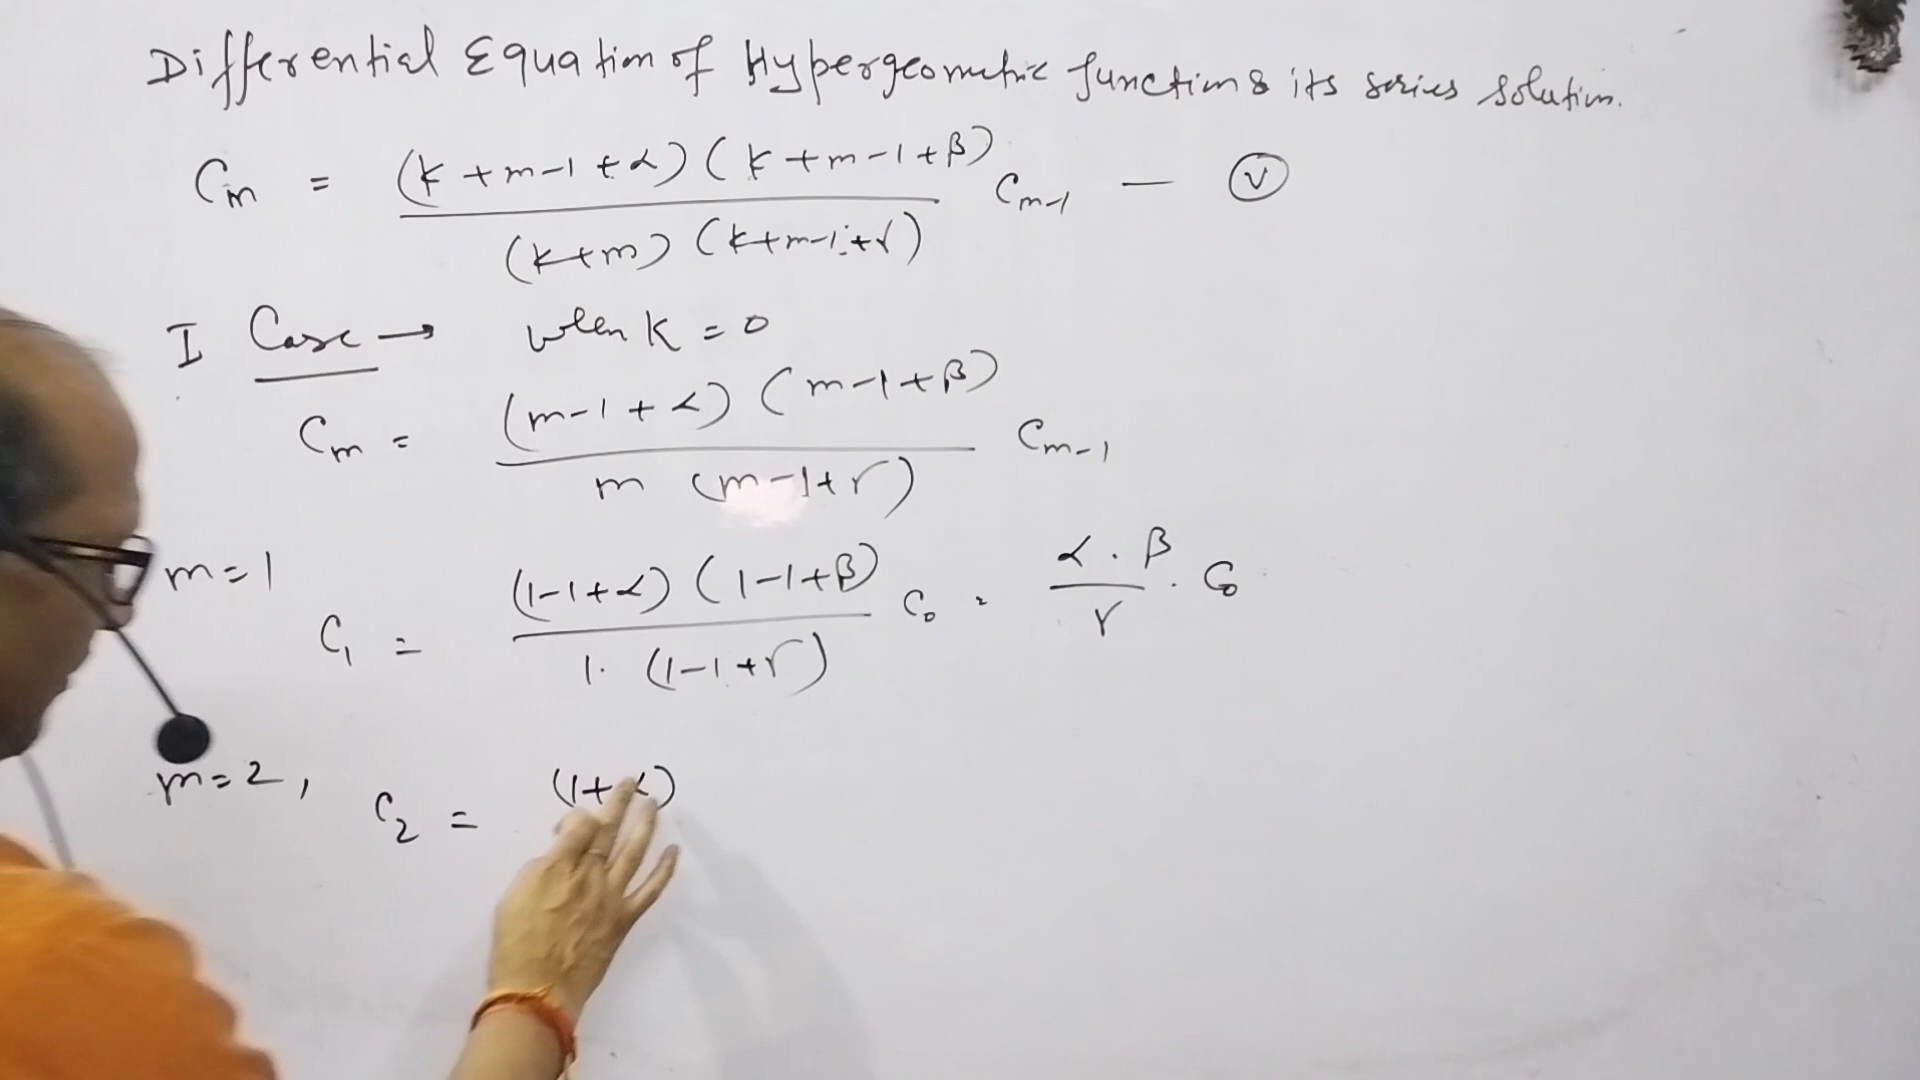 Differential Equation of Hypergeometric function & its series solution.
Cm = (k+m-1+α)(k+m-1+β) / (k+m)(k+m-1+γ) Cm-1 — (V)
I Case → when k = 0
Cm = (m-1+α)(m-1+β) / m (m-1+γ) Cm-1
m=1
C1 = (1-1+α)(1-1+β) / 1.(1-1+γ) C0 = α.β / γ . C0
m=2, C2 = (1+α)